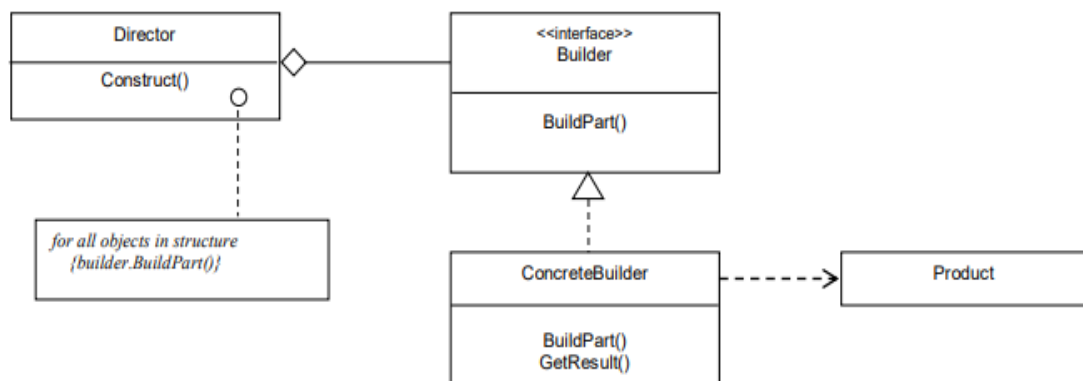 Director
Construct()
<<interface>>
Builder
BuildPart()
for all objects in structure
{builder.BuildPart()}
ConcreteBuilder
BuildPart()
GetResult()
Product